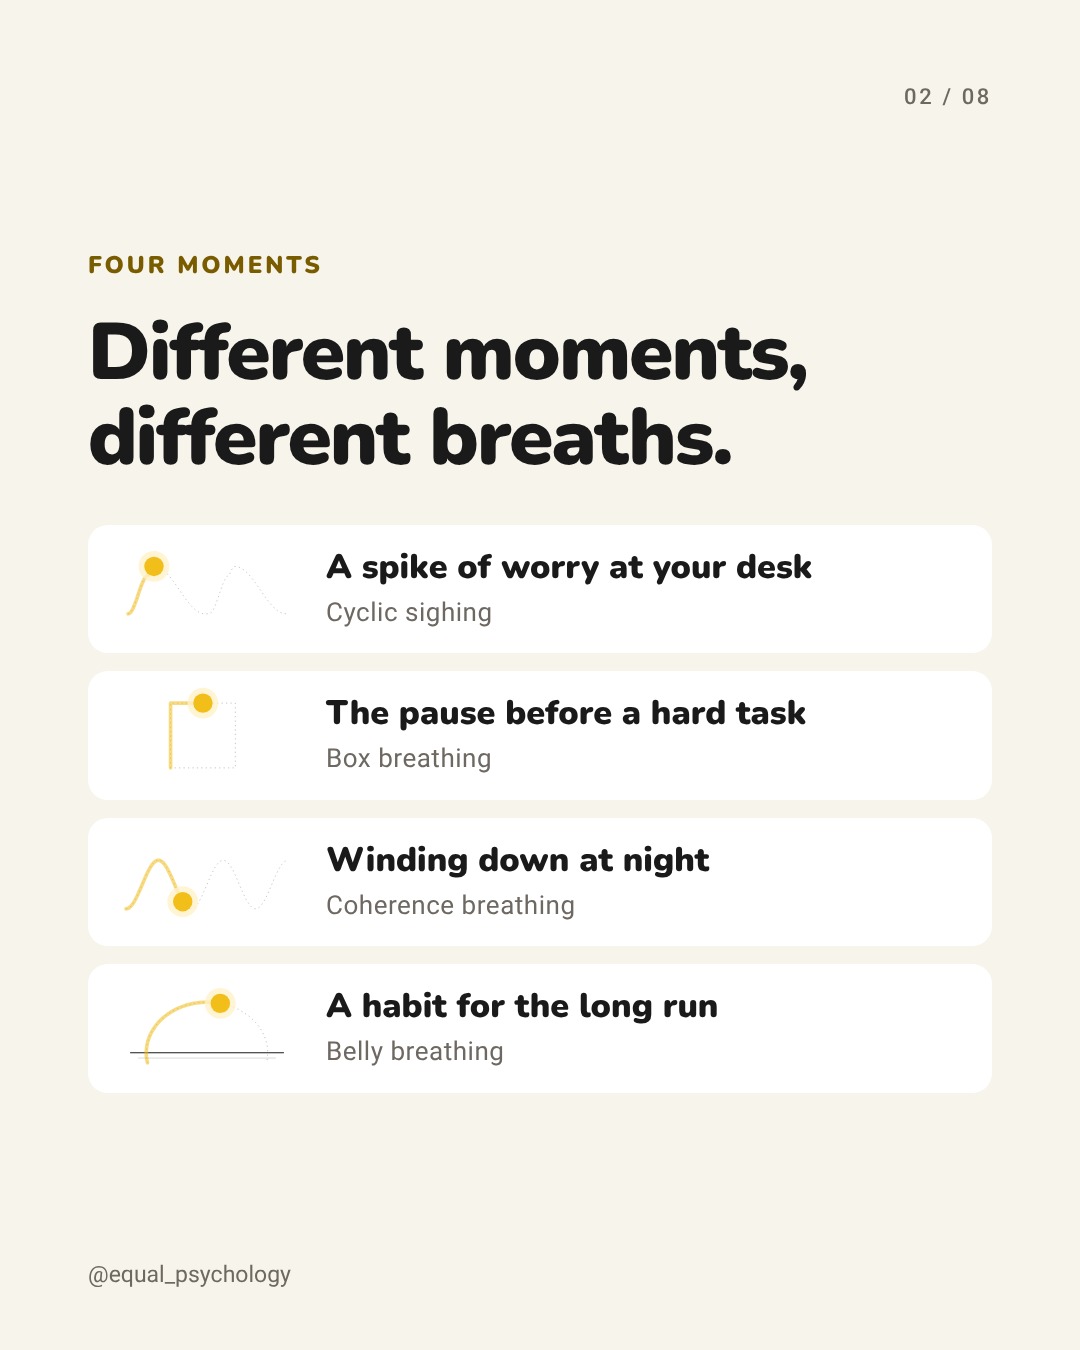 02 / 08
FOUR MOMENTS
Different moments,
different breaths.
A spike of worry at your desk
Cyclic sighing
The pause before a hard task
Box breathing
Winding down at night
Coherence breathing
A habit for the long run
Belly breathing
@equal_psychology